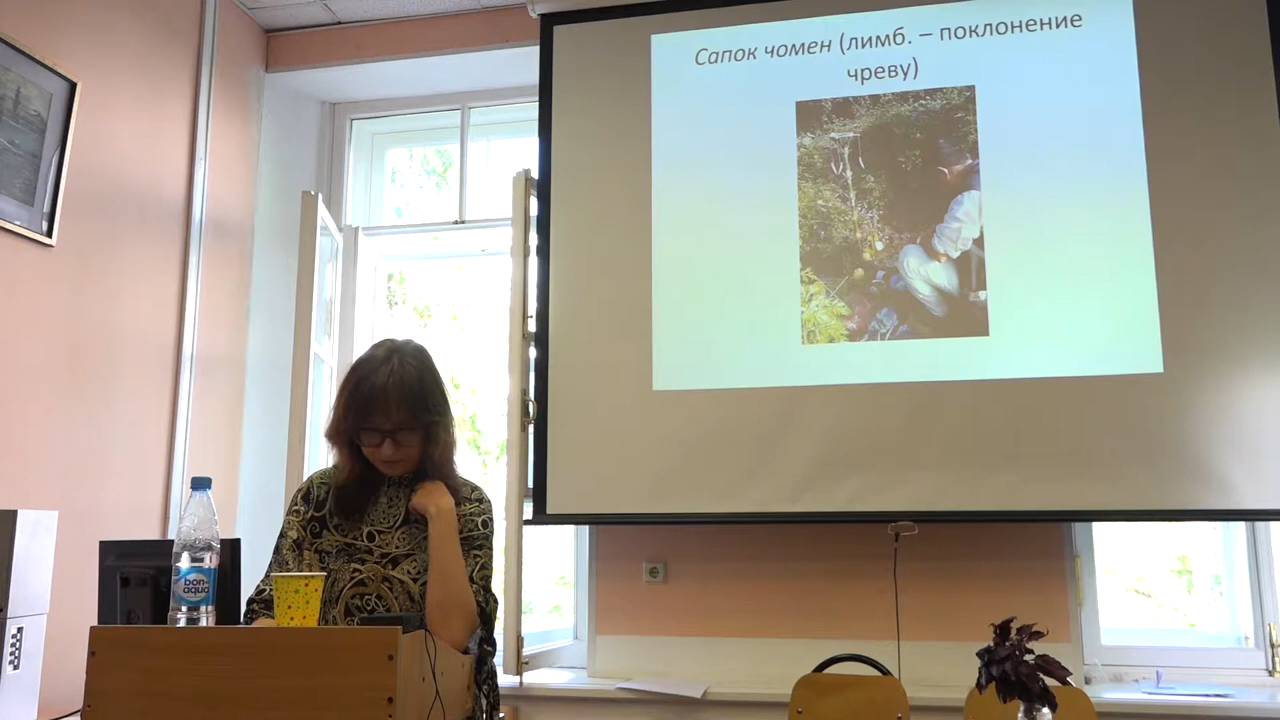 Сапок чомен (лимб. – поклонение
чреву)
bon-
aqua